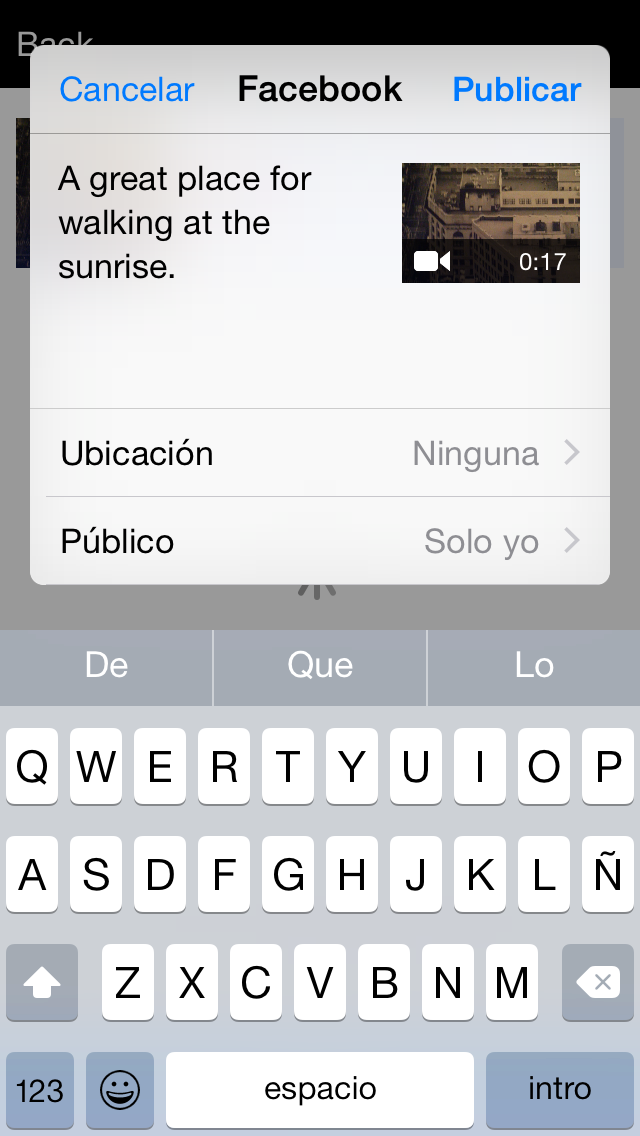 Back
Cancelar Facebook Publicar
A great place for
walking at the
sunrise.
0:17
Ubicación Ninguna
Público Solo yo
De Que Lo
Q W E R T Y U I O P
A S D F G H J K L Ñ
Z X C V B N M
123 espacio intro